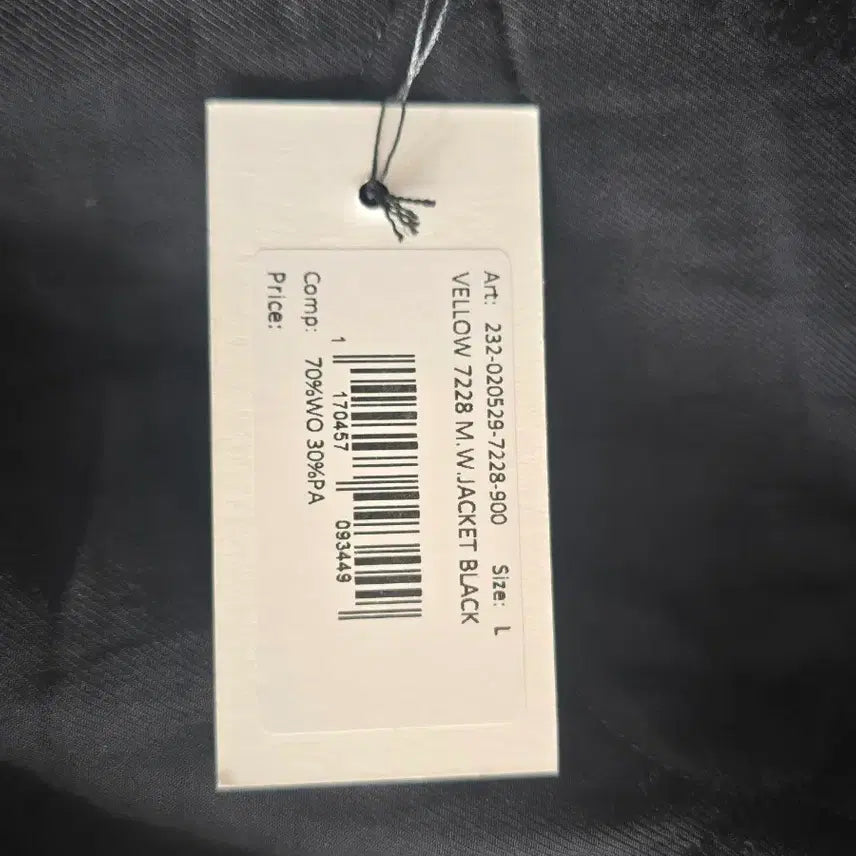 Art: 232-020529-7228-900 Size: L
VELLOW 7228 M.W.JACKET BLACK
1 170457 093449
Comp: 70%WO 30%PA
Price: